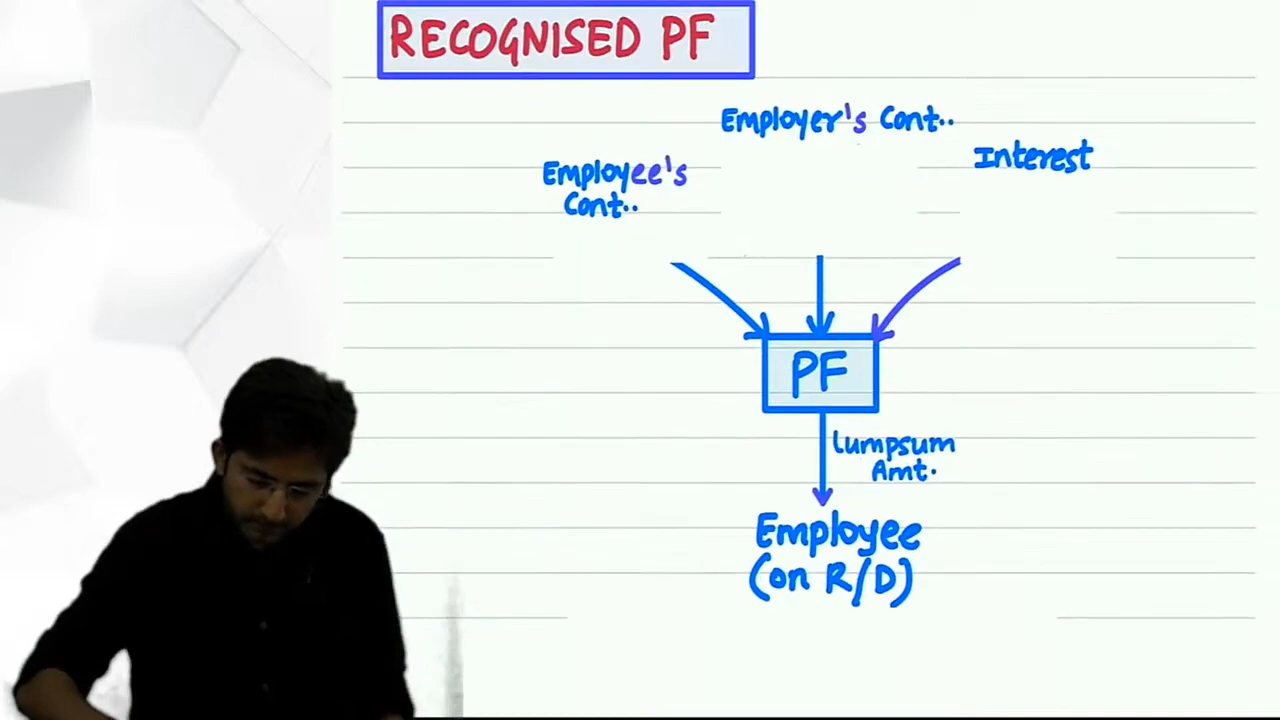 RECOGNISED PF
Employer's Cont..
Interest
Employee's
Cont..
PF
Lumpsum
Amt.
Employee
(on R/D)